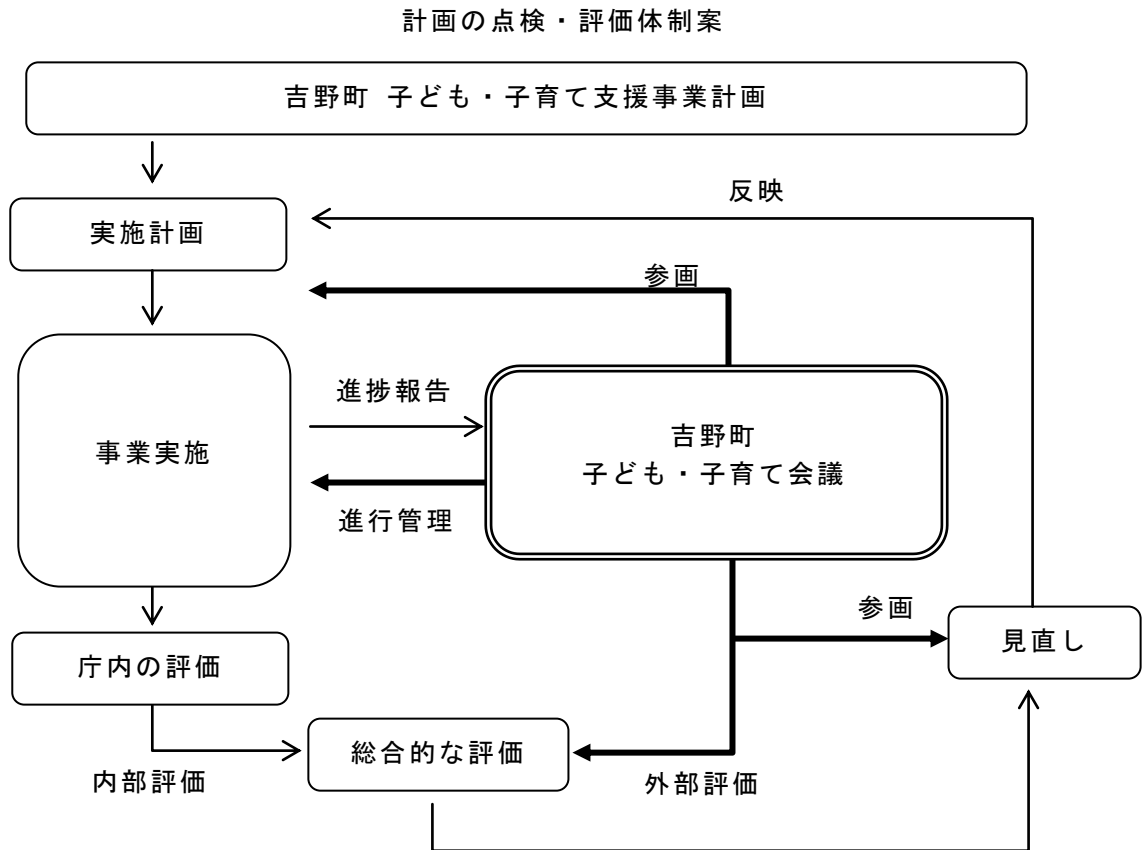 計画の点検・評価体制案
吉野町 子ども・子育て支援事業計画
反映
実施計画
参画
進捗報告
吉野町
子ども・子育て会議
事業実施
進行管理
参画
見直し
庁内の評価
総合的な評価
内部評価
外部評価